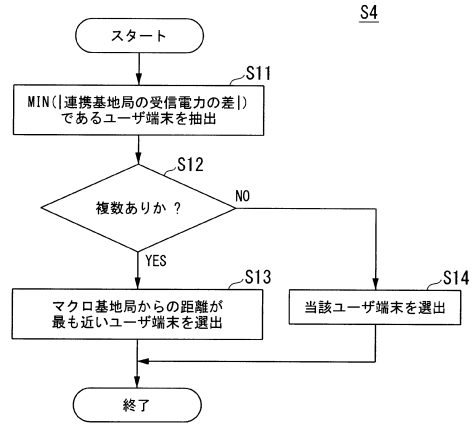 S4
スタート
S11
MIN(|連携基地局の受信電力の差|)
であるユーザ端末を抽出
S12
複数ありか ?
NO
YES
S13
マクロ基地局からの距離が
最も近いユーザ端末を選出
S14
当該ユーザ端末を選出
終了